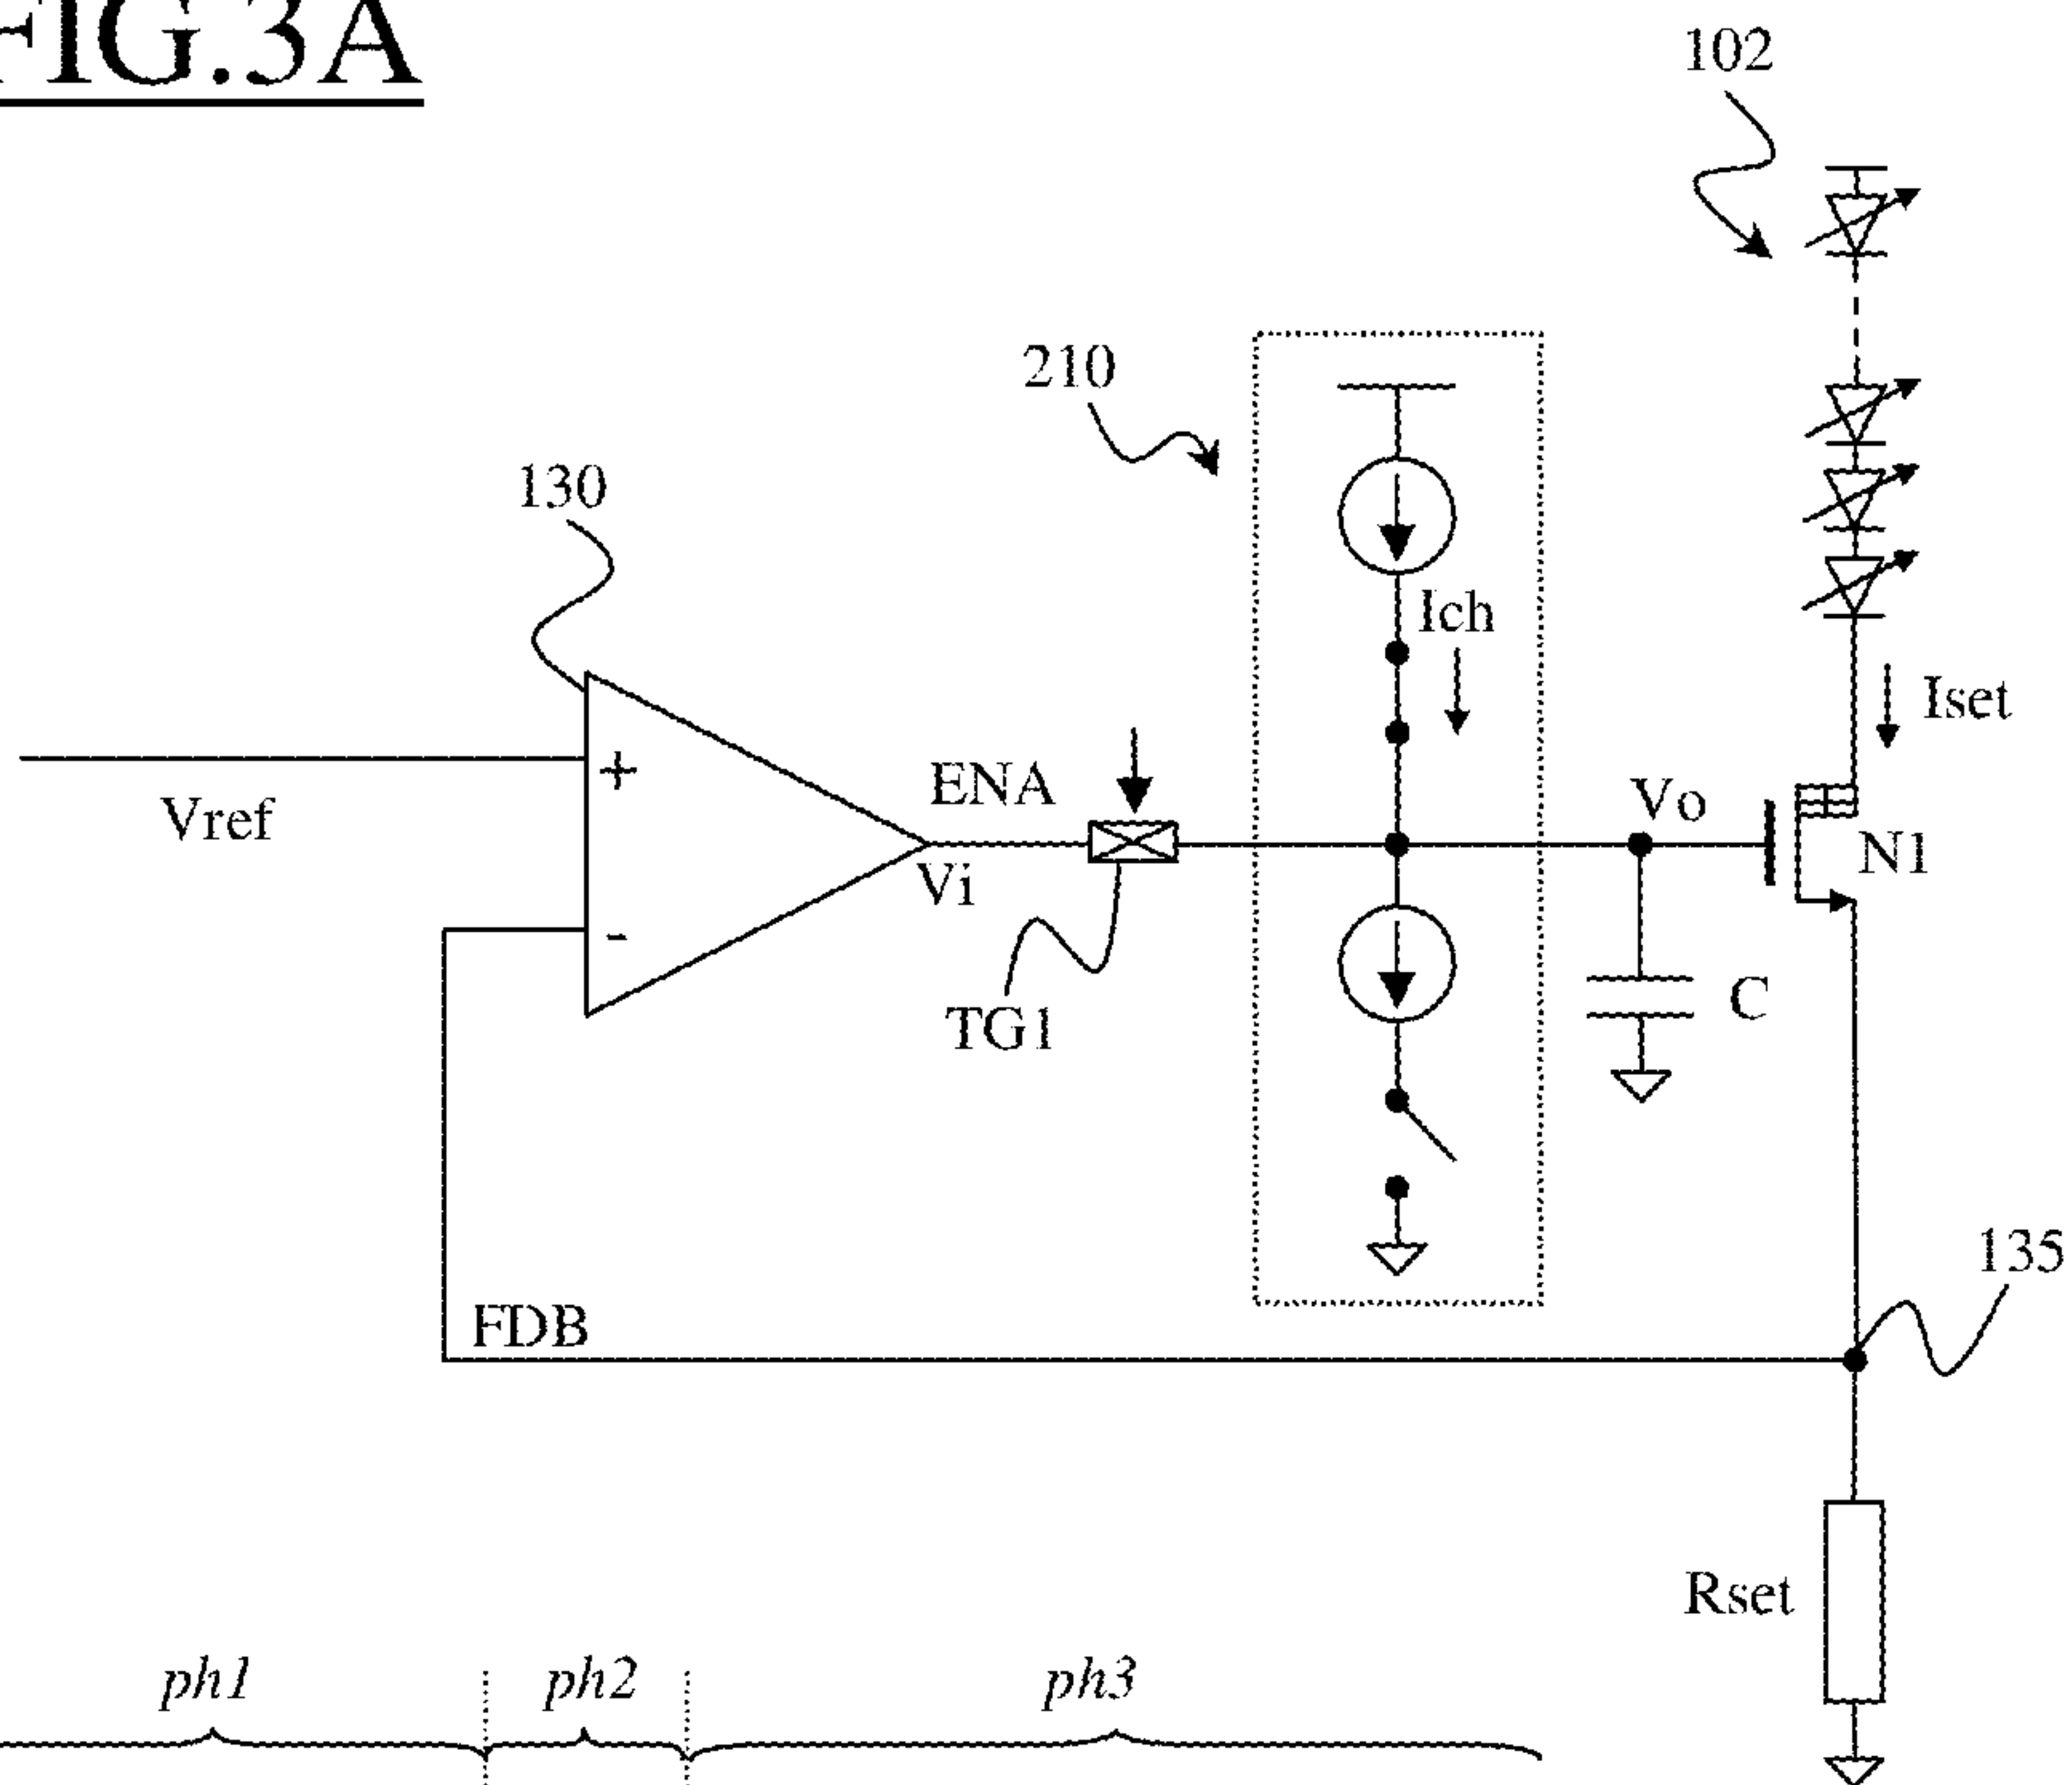 FIG.3A
102
210
130
Ich
Iset
+
ENA
Vo
Vref
N1
Vi
-
C
TG1
135
FDB
Rset
ph1 ph2 ph3